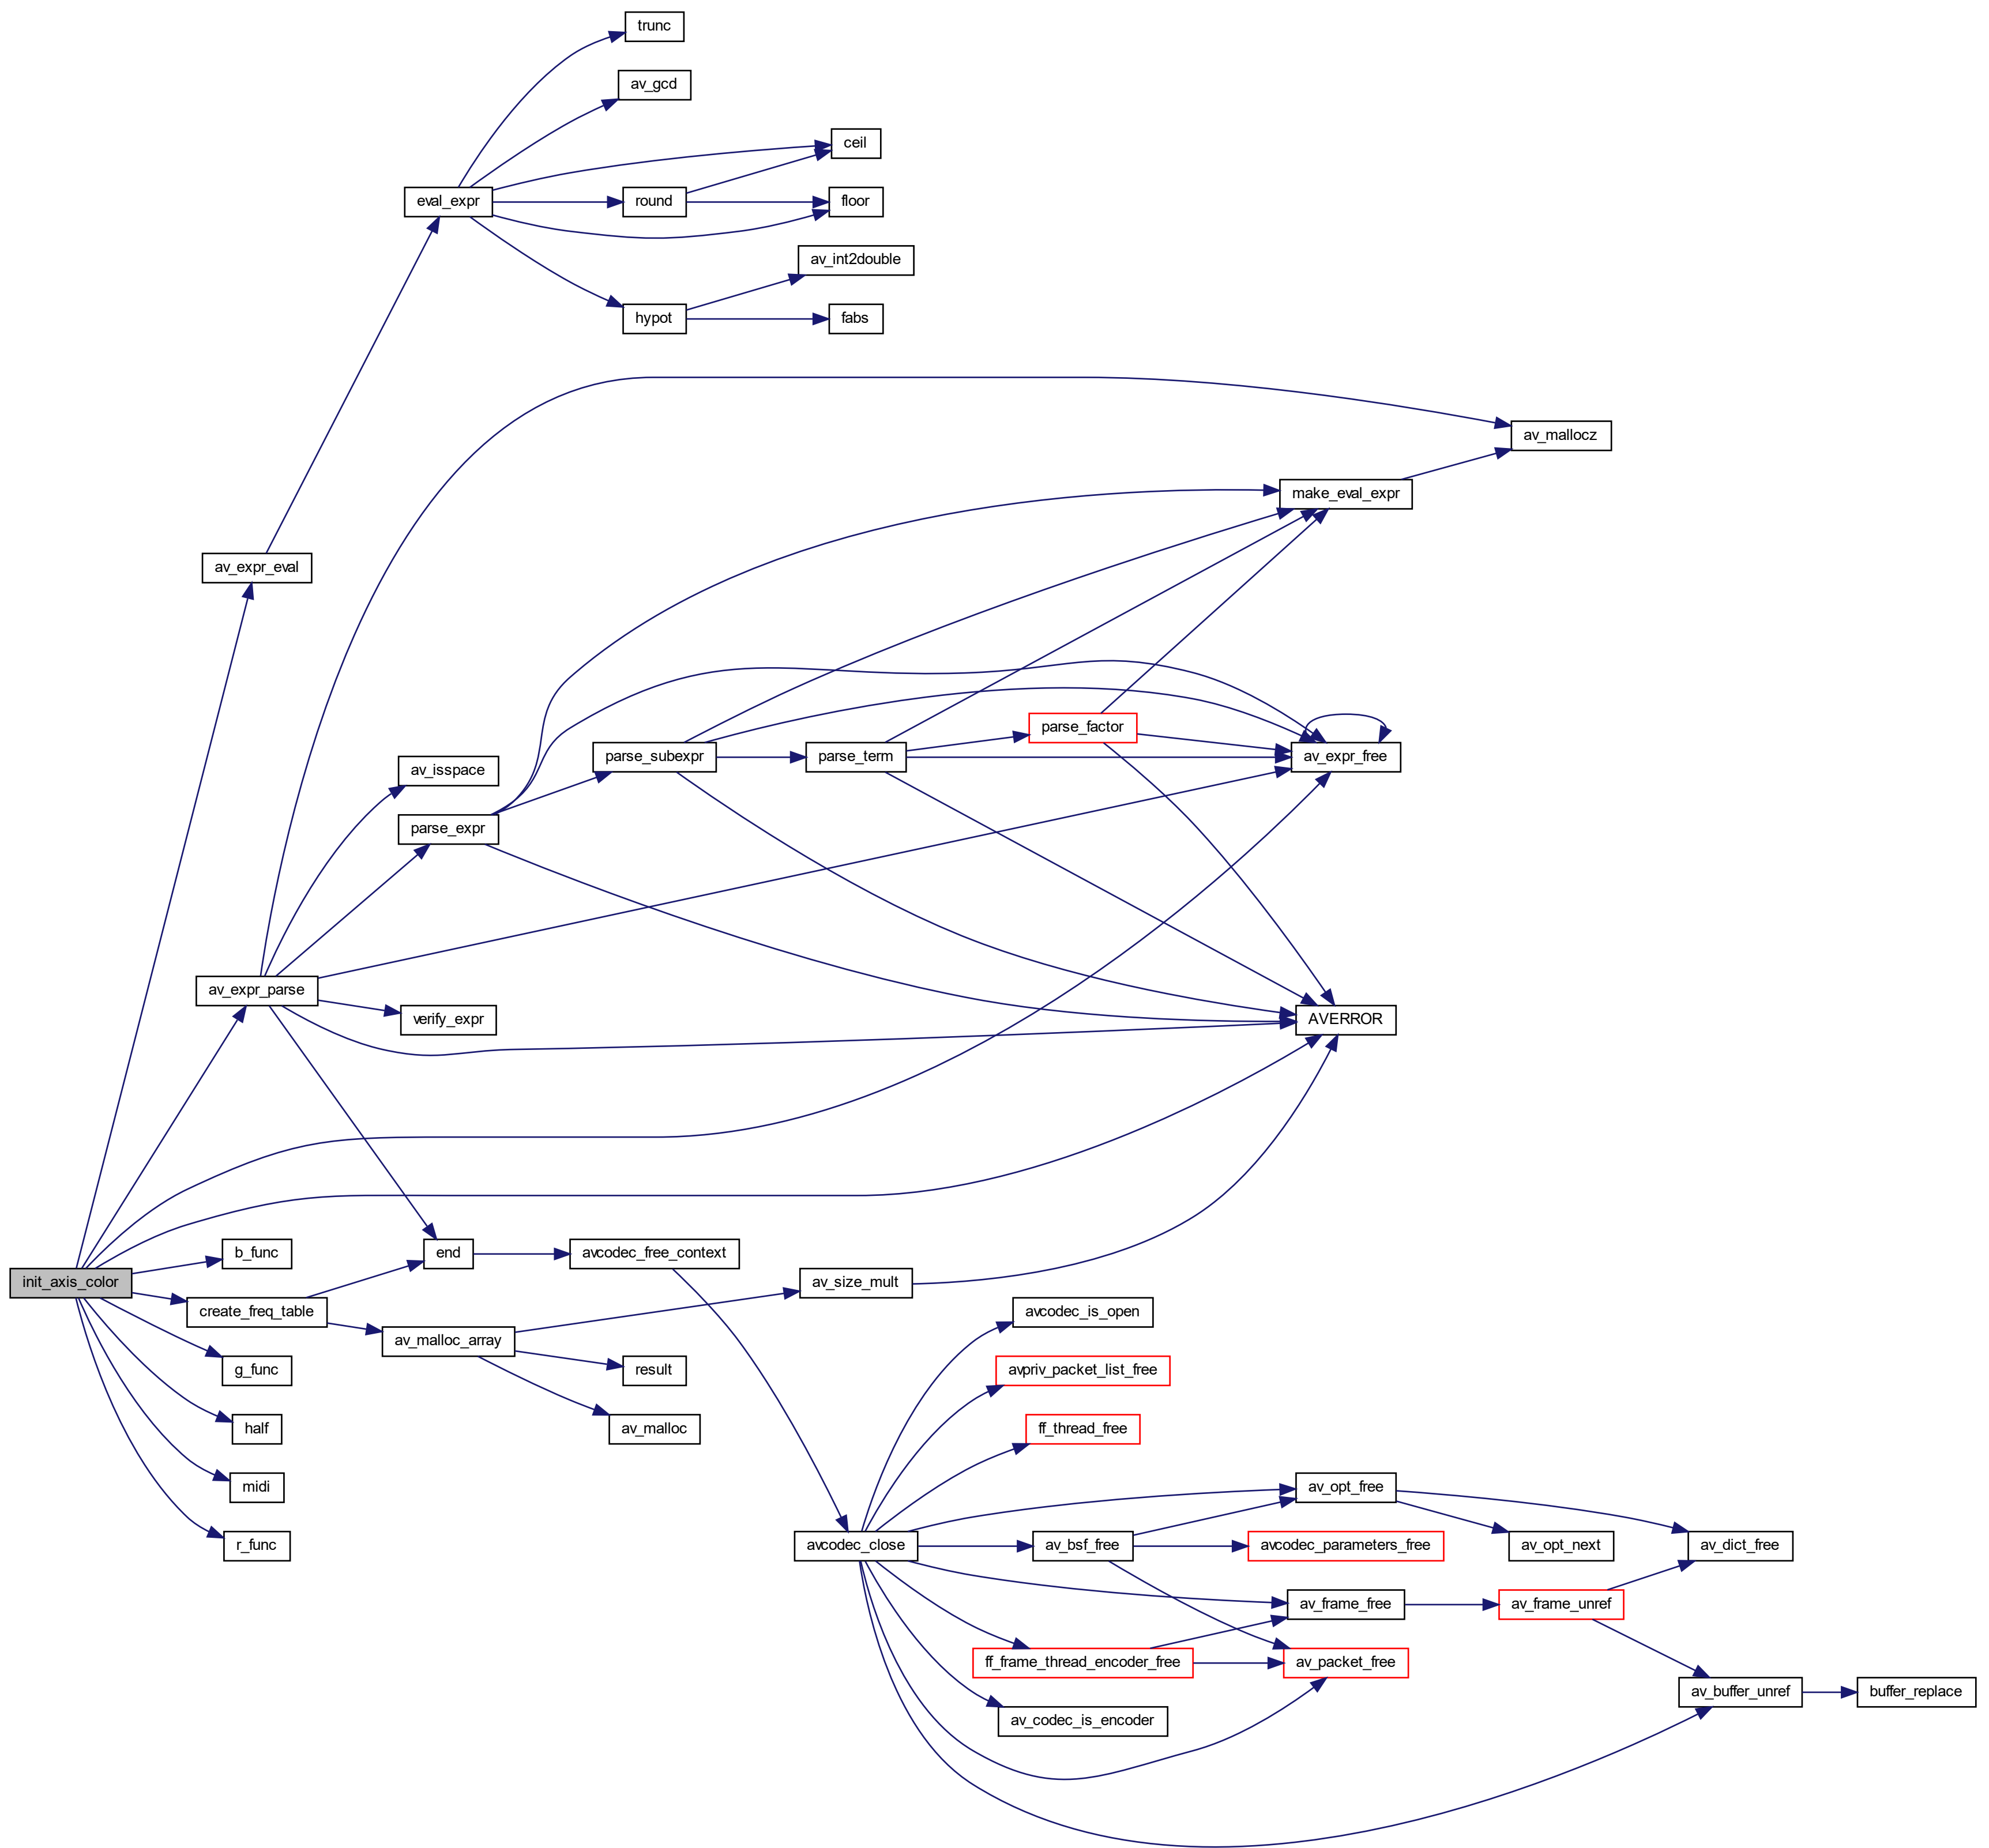 trunc
av_gcd
ceil
eval_expr
round
floor
av_int2double
hypot
fabs
av_mallocz
make_eval_expr
av_expr_eval
parse_factor
av_isspace
parse_subexpr
parse_term
av_expr_free
parse_expr
av_expr_parse
verify_expr
AVERROR
b_func
end
avcodec_free_context
init_axis_color
av_size_mult
create_freq_table
avcodec_is_open
av_malloc_array
g_func
result
avpriv_packet_list_free
half
av_malloc
ff_thread_free
midi
av_opt_free
r_func
avcodec_close
av_bsf_free
avcodec_parameters_free
av_opt_next
av_dict_free
av_frame_free
av_frame_unref
ff_frame_thread_encoder_free
av_packet_free
av_buffer_unref
buffer_replace
av_codec_is_encoder